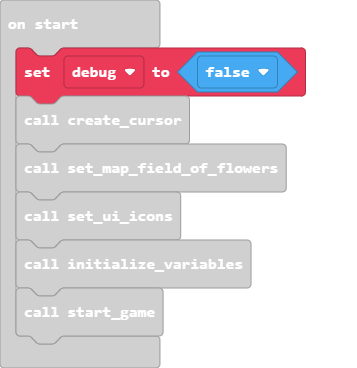 on start
set debug to false
call create_cursor
call set_map_field_of_flowers
call set_ui_icons
call initialize_variables
call start_game